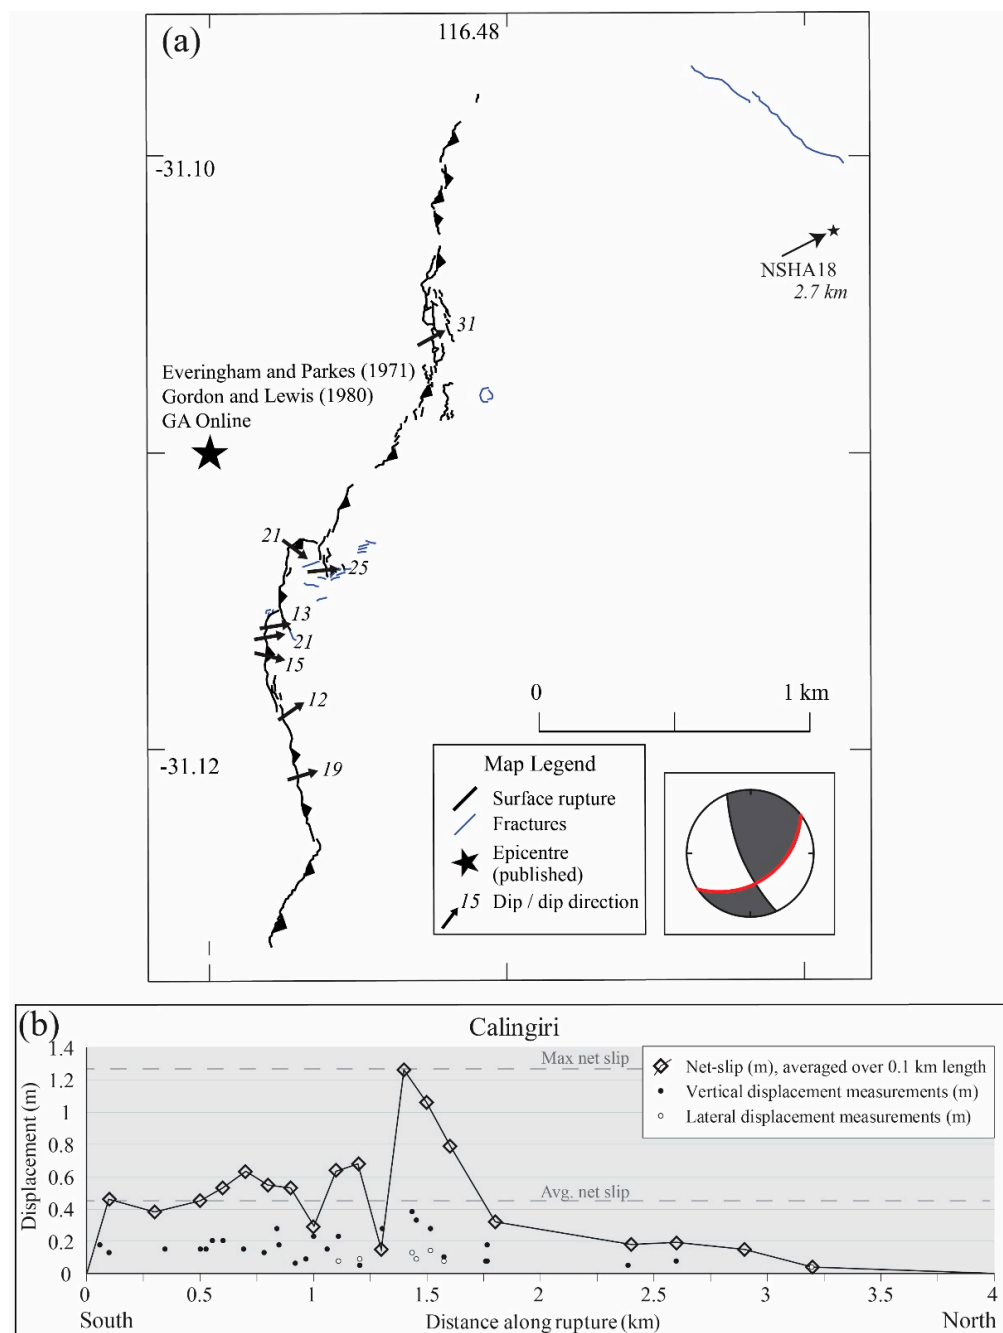 (a)
116.48
-31.10
NSHA18
2.7 km
31
Everingham and Parkes (1971)
Gordon and Lewis (1980)
GA Online
21
25
13
21
15
12
19
0
1 km
-31.12
Map Legend
Surface rupture
Fractures
Epicentre
(published)
15 Dip / dip direction
(b)
Calingiri
Displacement (m)
1.4
1.2
1
0.8
0.6
0.4
0.2
0
Max net slip
Avg. net slip
Net-slip (m), averaged over 0.1 km length
Vertical displacement measurements (m)
Lateral displacement measurements (m)
0 0.5 1 1.5 2 2.5 3 3.5 4
South Distance along rupture (km) North